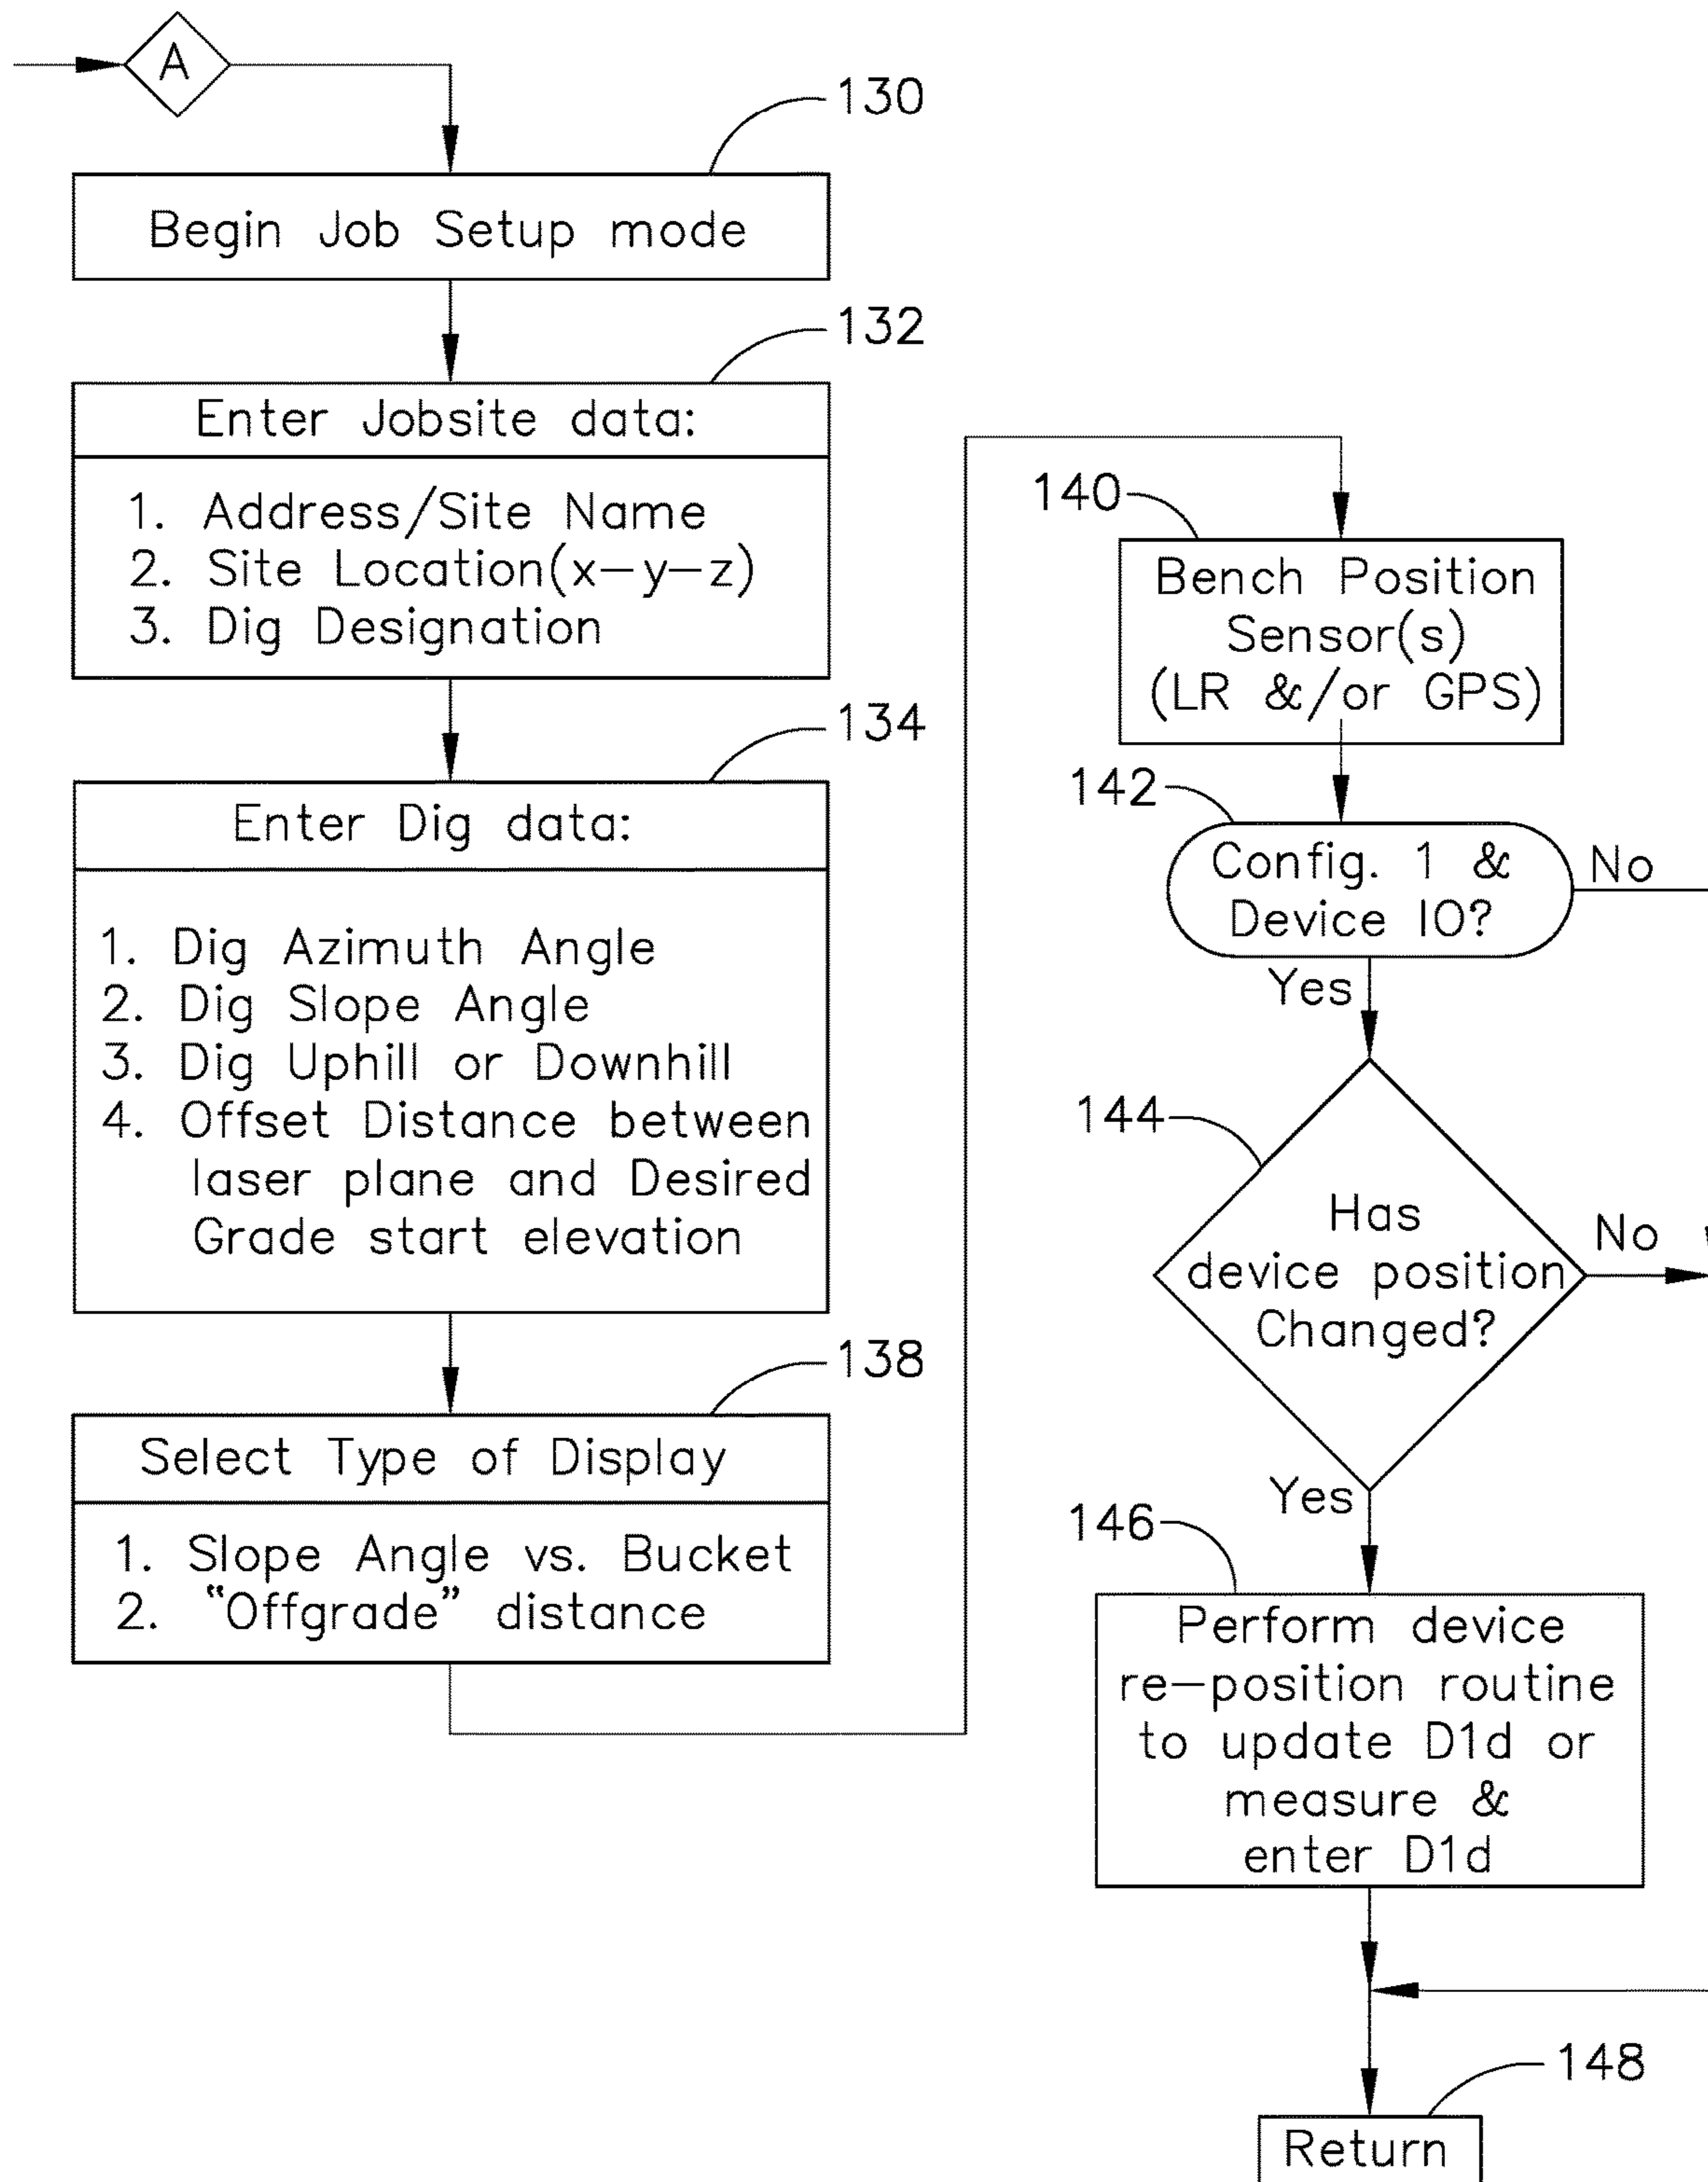 A
130
Begin Job Setup mode
132
Enter Jobsite data:
1. Address/Site Name
2. Site Location(x-y-z)
3. Dig Designation
134
Enter Dig data:
1. Dig Azimuth Angle
2. Dig Slope Angle
3. Dig Uphill or Downhill
4. Offset Distance between
laser plane and Desired
Grade start elevation
138
Select Type of Display
1. Slope Angle vs. Bucket
2. “Offgrade” distance
140
Bench Position
Sensor(s)
(LR &/or GPS)
142
Config. 1 &
Device IO?
No
Yes
144
Has
device position
Changed?
No
Yes
146
Perform device
re-position routine
to update D1d or
measure &
enter D1d
148
Return